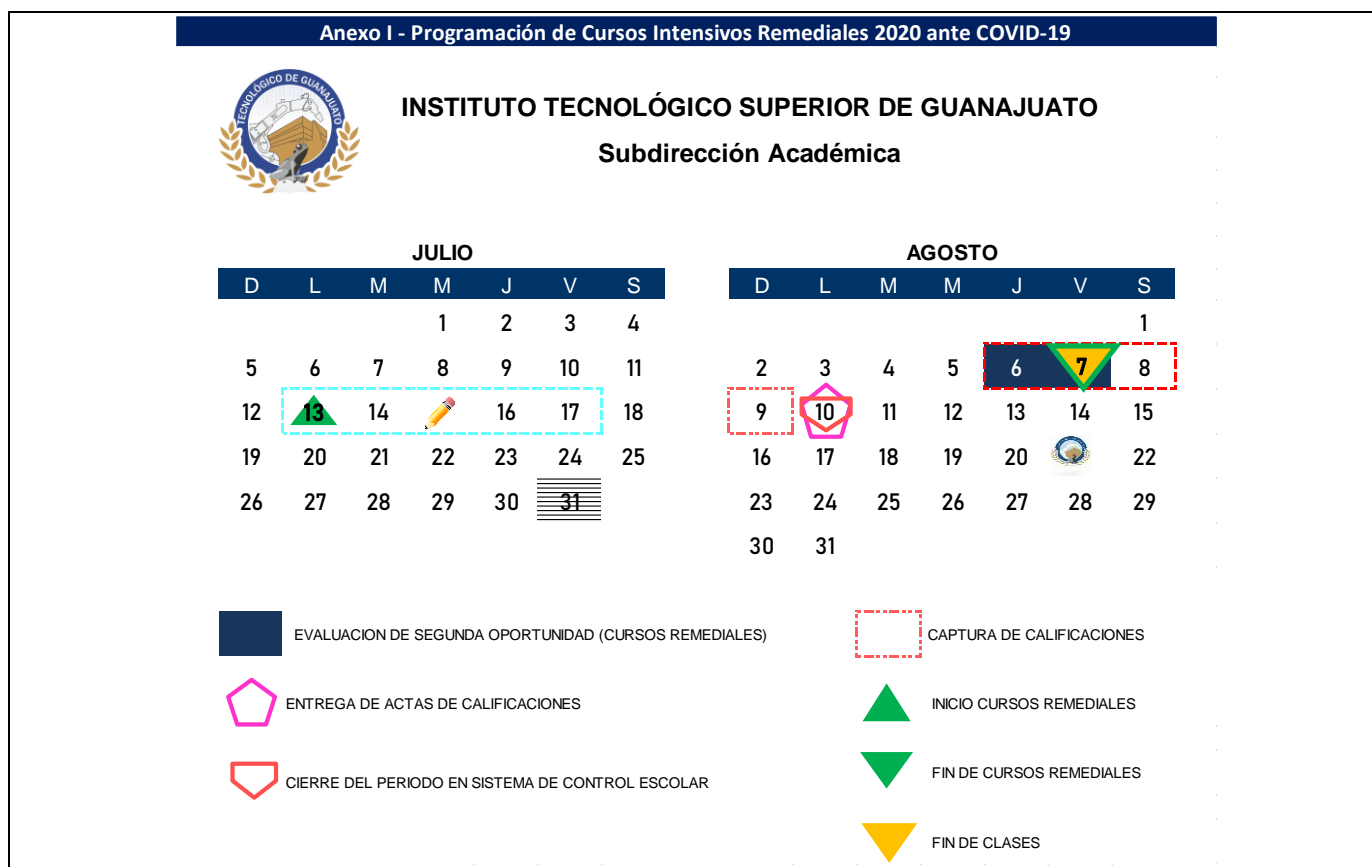 Anexo I - Programación de Cursos Intensivos Remediales 2020 ante COVID-19
TECNOLÓGICO DE GUANAJUATO
INSTITUTO TECNOLÓGICO SUPERIOR DE GUANAJUATO
Subdirección Académica
JULIO
D L M M J V S
1 2 3 4
5 6 7 8 9 10 11
12 13 14 16 17 18
19 20 21 22 23 24 25
26 27 28 29 30 31
AGOSTO
D L M M J V S
1
2 3 4 5 6 7 8
9 10 11 12 13 14 15
16 17 18 19 20 22
23 24 25 26 27 28 29
30 31
EVALUACION DE SEGUNDA OPORTUNIDAD (CURSOS REMEDIALES)
ENTREGA DE ACTAS DE CALIFICACIONES
CIERRE DEL PERIODO EN SISTEMA DE CONTROL ESCOLAR
CAPTURA DE CALIFICACIONES
INICIO CURSOS REMEDIALES
FIN DE CURSOS REMEDIALES
FIN DE CLASES